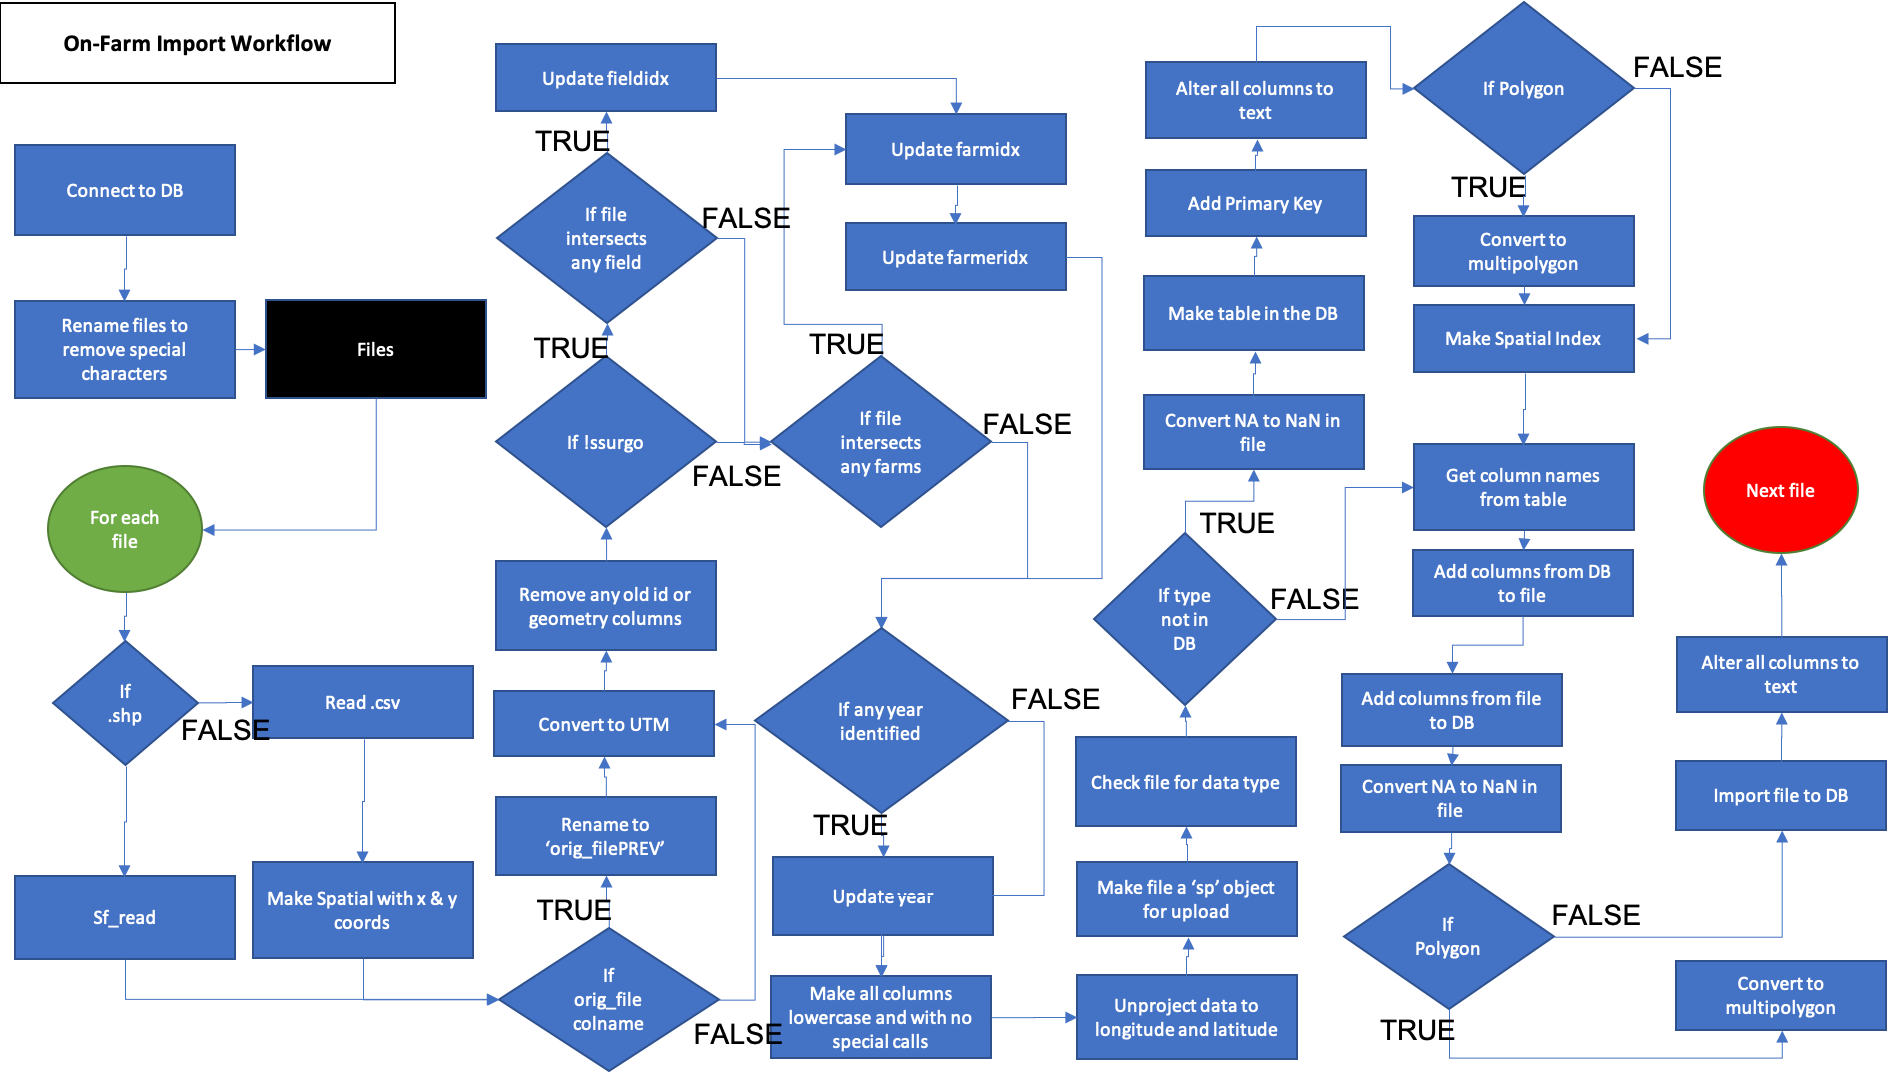 On-Farm Import Workflow
Connect to DB
Rename files to
remove special
characters
Files
For each
file
If
.shp
FALSE
Read .csv
Sf_read
Make Spatial with x & y
coords
If
orig_file
colname
TRUE
FALSE
Rename to
‘orig_filePREV’
Convert to UTM
Remove any old id or
geometry columns
If !ssurgo
TRUE
FALSE
If file
intersects
any field
TRUE
FALSE
Update fieldidx
Update farmidx
Update farmeridx
If file
intersects
any farms
TRUE
FALSE
If any year
identified
FALSE
TRUE
Update year
Make all columns
lowercase and with no
special calls
Unproject data to
longitude and latitude
Make file a ‘sp’ object
for upload
Check file for data type
If type
not in
DB
TRUE
FALSE
Convert NA to NaN in
file
Make table in the DB
Add Primary Key
Alter all columns to
text
If Polygon
FALSE
TRUE
Convert to
multipolygon
Make Spatial Index
Get column names
from table
Add columns from DB
to file
Add columns from file
to DB
Convert NA to NaN in
file
If
Polygon
FALSE
TRUE
Convert to
multipolygon
Import file to DB
Alter all columns to
text
Next file